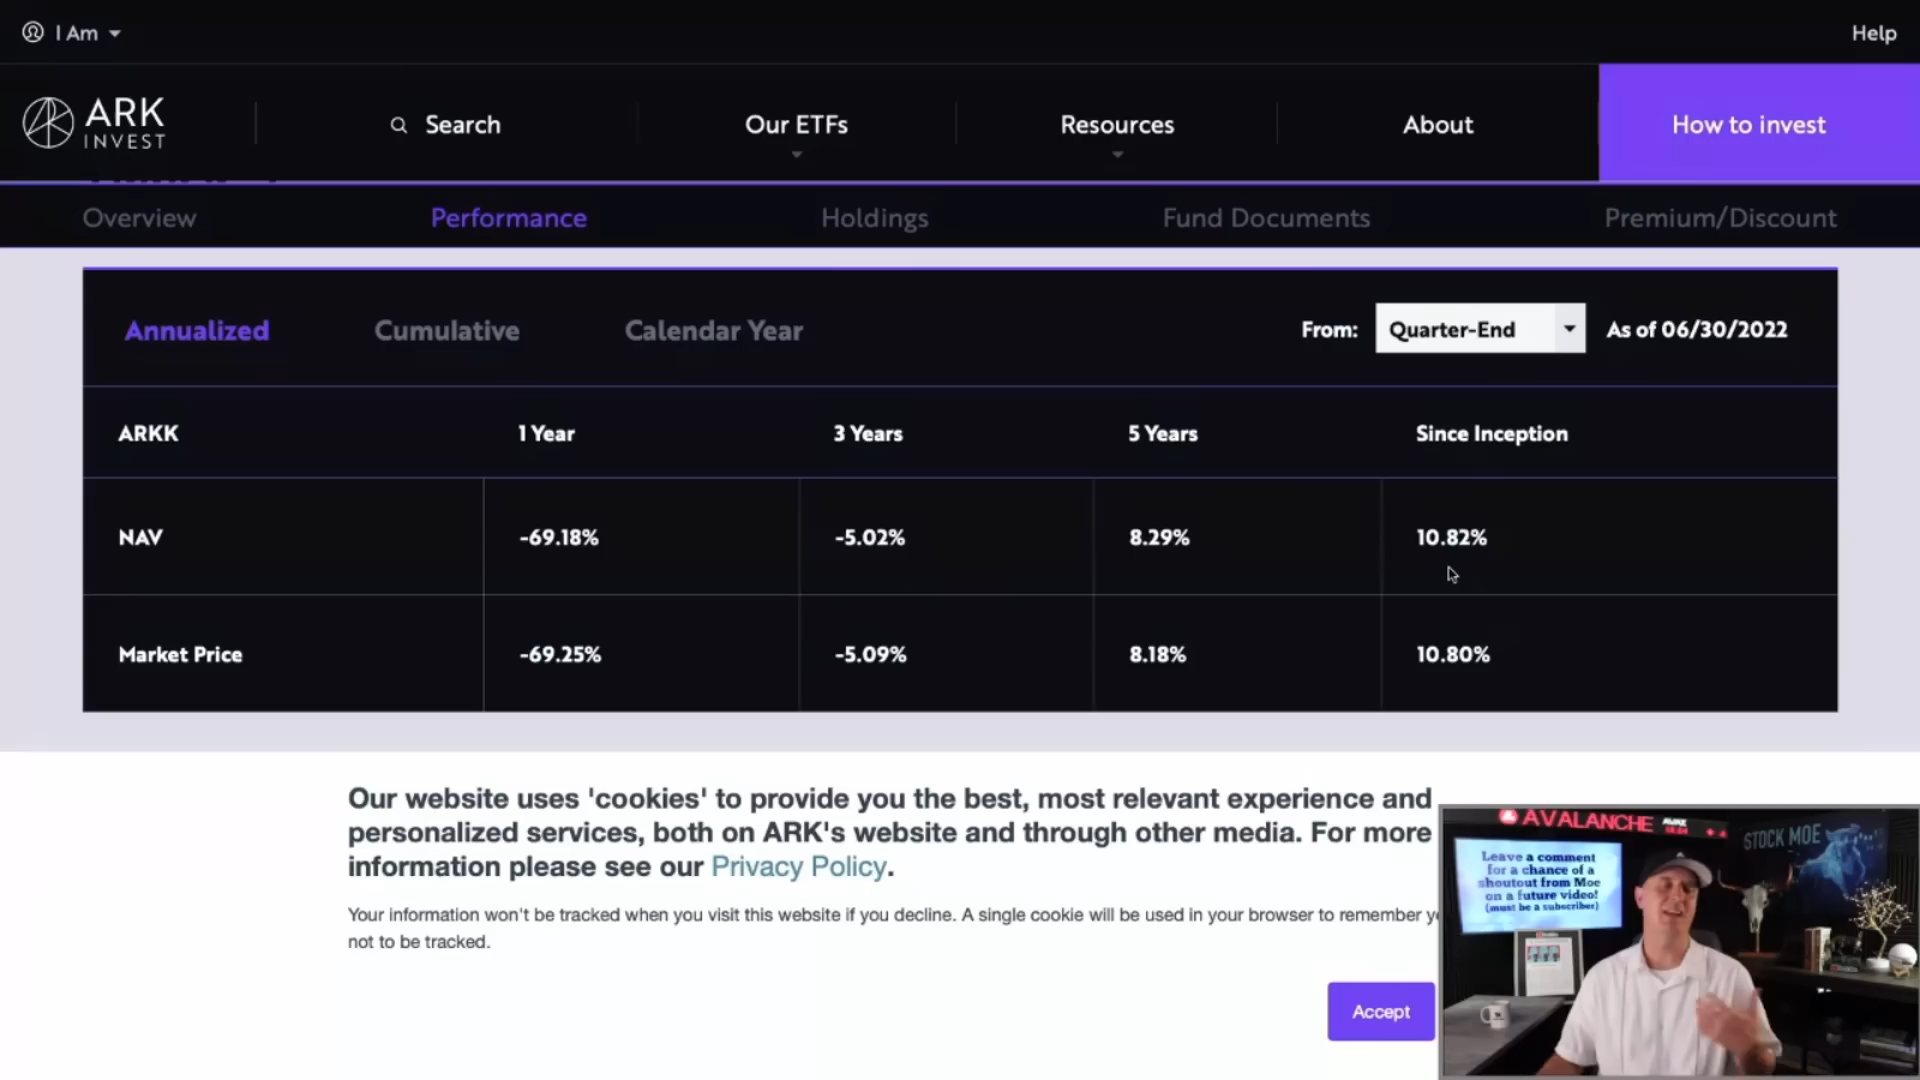 I Am
Help
ARK
INVEST
Search
Our ETFs
Resources
About
How to invest
Overview
Performance
Holdings
Fund Documents
Premium/Discount
Annualized
Cumulative
Calendar Year
From:
Quarter-End
As of 06/30/2022
ARKK
1 Year
3 Years
5 Years
Since Inception
NAV
-69.18%
-5.02%
8.29%
10.82%
Market Price
-69.25%
-5.09%
8.18%
10.80%
Our website uses 'cookies' to provide you the best, most relevant experience and
personalized services, both on ARK's website and through other media. For more
information please see our Privacy Policy.
Your information won't be tracked when you visit this website if you decline. A single cookie will be used in your browser to remember
not to be tracked.
Accept
AVALANCHE
AVAX
STOCK MOE
Leave a comment
for a chance of a
shoutout from Moe
on a future video!
(must be a subscriber)